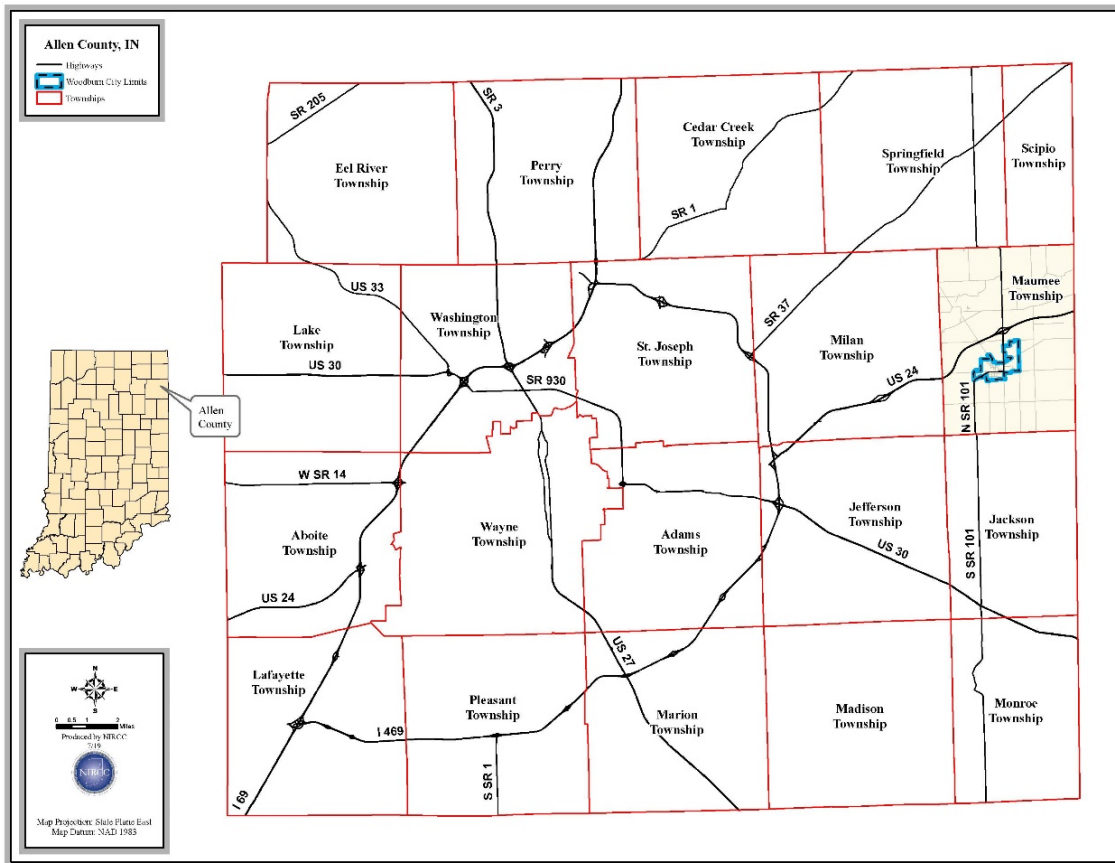 Allen County, IN
Highways
Woodburn City Limits
Townships
SR 205
SR 3
Cedar Creek
Township
Eel River
Township
Perry
Township
Springfield
Township
Scipio
Township
SR 1
US 33
Washington
Township
Lake
Township
US 30
SR 930
St. Joseph
Township
SR 37
Milan
Township
US 24
Maumee
Township
N SR 101
Allen
County
W SR 14
Aboite
Township
Wayne
Township
Adams
Township
Jefferson
Township
US 30
Jackson
Township
S SR 101
US 24
Lafayette
Township
Pleasant
Township
US 27
Marion
Township
Madison
Township
Monroe
Township
I 469
S SR 1
I 69
N
W
E
S
0 0.5 1 2
Miles
Produced by NIRCC
7/19
NIRCC
Map Projection: State Plane East
Map Datum: NAD 1983